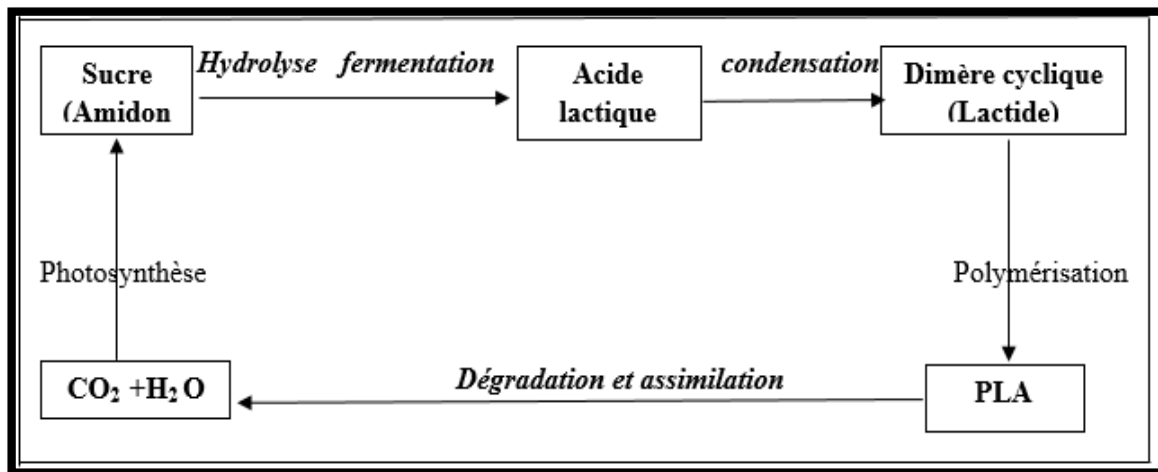 Sucre
(Amidon
Hydrolyse fermentation
Acide
lactique
condensation
Dimère cyclique
(Lactide)
Photosynthèse
Polymérisation
CO₂ +H₂ O
Dégradation et assimilation
PLA